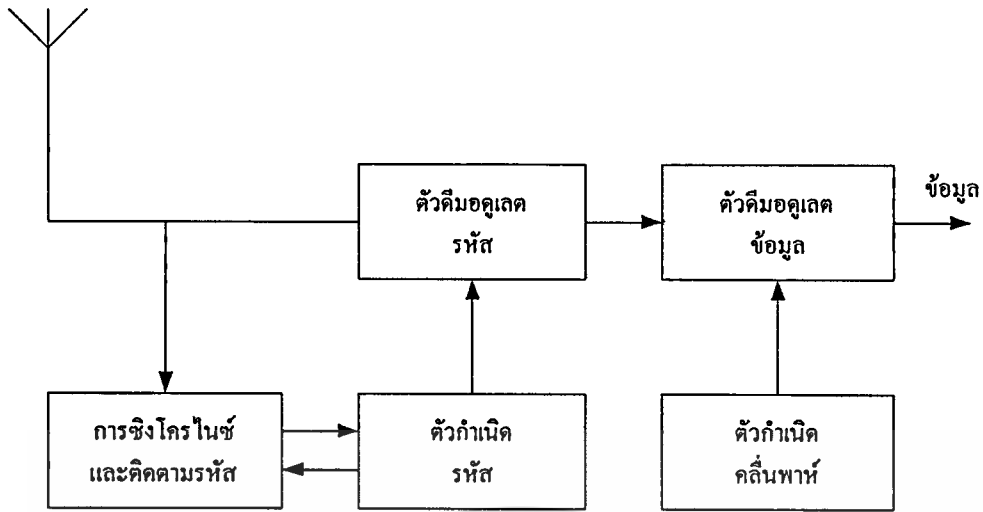 ตัวดีมอดูเลต
รหัส
ตัวดีมอดูเลต
ข้อมูล
ข้อมูล
การซิงโครไนซ์
และติดตามรหัส
ตัวกำเนิด
รหัส
ตัวกำเนิด
คลื่นพาห์